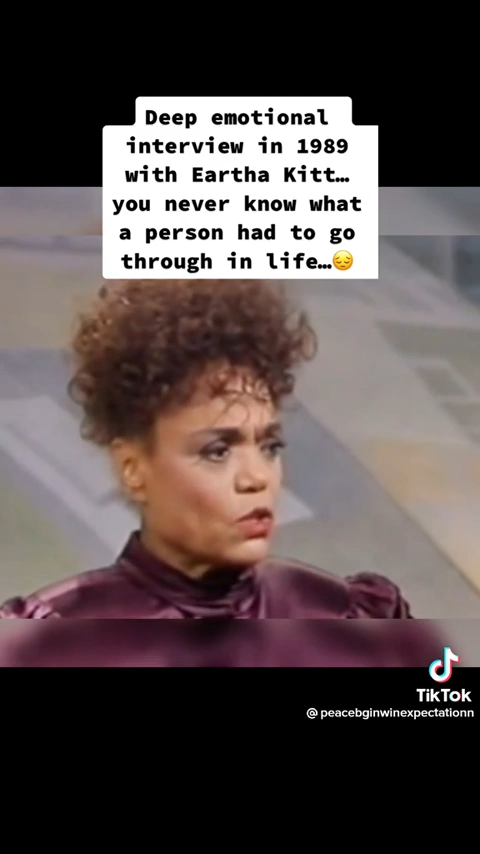 Deep emotional
interview in 1989
with Eartha Kitt…
you never know what
a person had to go
through in life…😔
TikTok
@peacebginwinexpectationn